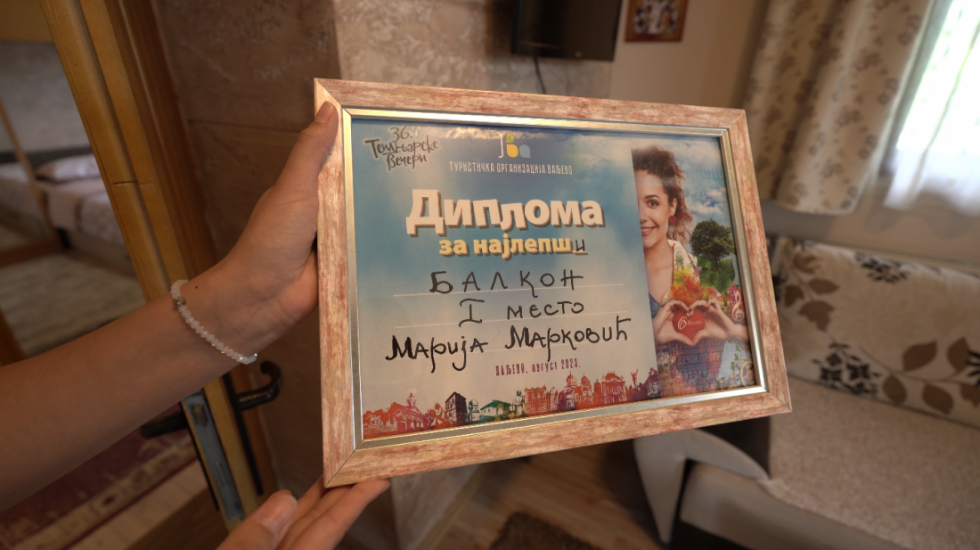 36.
Тешњарске
Вечери
ТУРИСТИЧКА ОРГАНИЗАЦИЈА ВАЉЕВО
Диплома
за најлепши
БАЛКОН
I МЕСТО
МАРИЈА МАРКОВИЋ
ВАЉЕВО, АВГУСТ 2023.